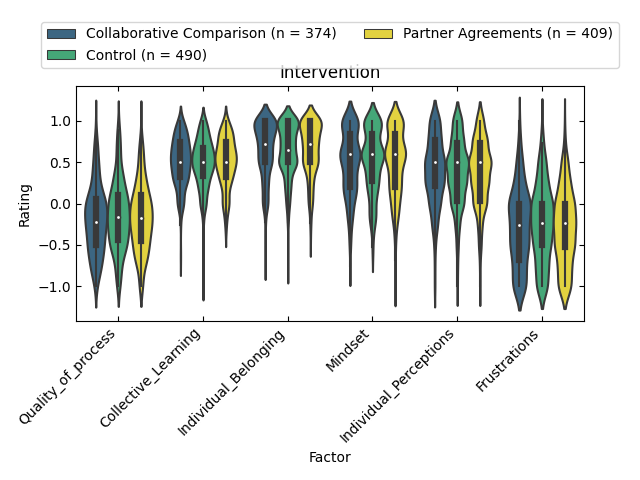 Collaborative Comparison (n = 374)
Partner Agreements (n = 409)
Control (n = 490)
Intervention
1.0
0.5
0.0
−0.5
−1.0
Rating
Quality_of_process
Collective_Learning
Individual_Belonging
Mindset
Individual_Perceptions
Frustrations
Factor